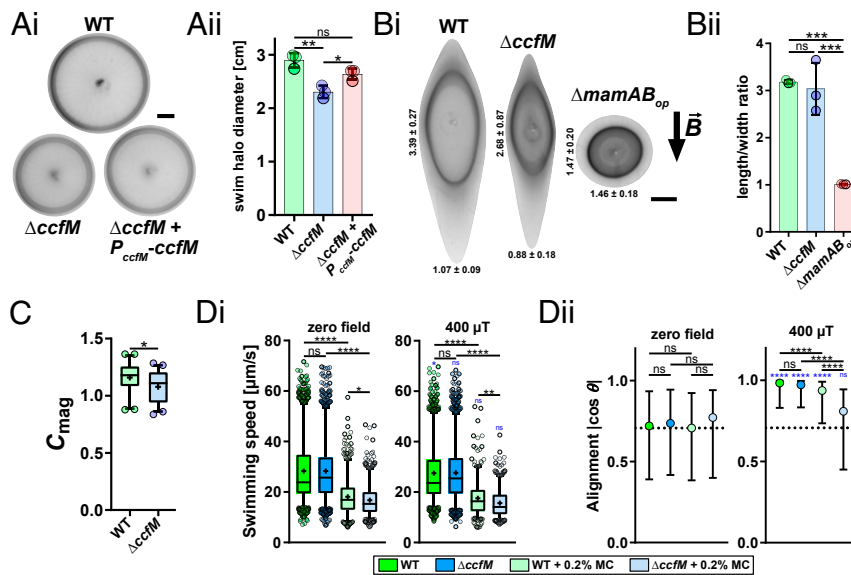 Ai
WT
ΔccfM
ΔccfM +
PccfM-ccfM
Aii
swim halo diameter [cm]
4
3
2
1
0
ns
**
*
WT
ΔccfM
ΔccfM +
PccfM-ccfM
Bi
WT
ΔccfM
ΔmamABop
B
3.39 ± 0.27
1.07 ± 0.09
2.68 ± 0.87
0.88 ± 0.18
1.47 ± 0.20
1.46 ± 0.18
Bii
length/width ratio
4
3
2
1
0
***
ns
***
WT
ΔccfM
ΔmamABo
C
Cmag
1.5
1.0
0.5
0.0
*
WT
ΔccfM
Di
Swimming speed [µm/s]
zero field
400 µT
80
60
40
20
0
****
ns
****
*
****
ns
****
**
*
ns
ns
ns
Dii
Alignment |cos θ|
zero field
400 µT
1.0
0.5
0.0
ns
ns
ns
ns
****
****
ns
****
****
****
****
ns
WT
ΔccfM
WT + 0.2% MC
ΔccfM + 0.2% MC